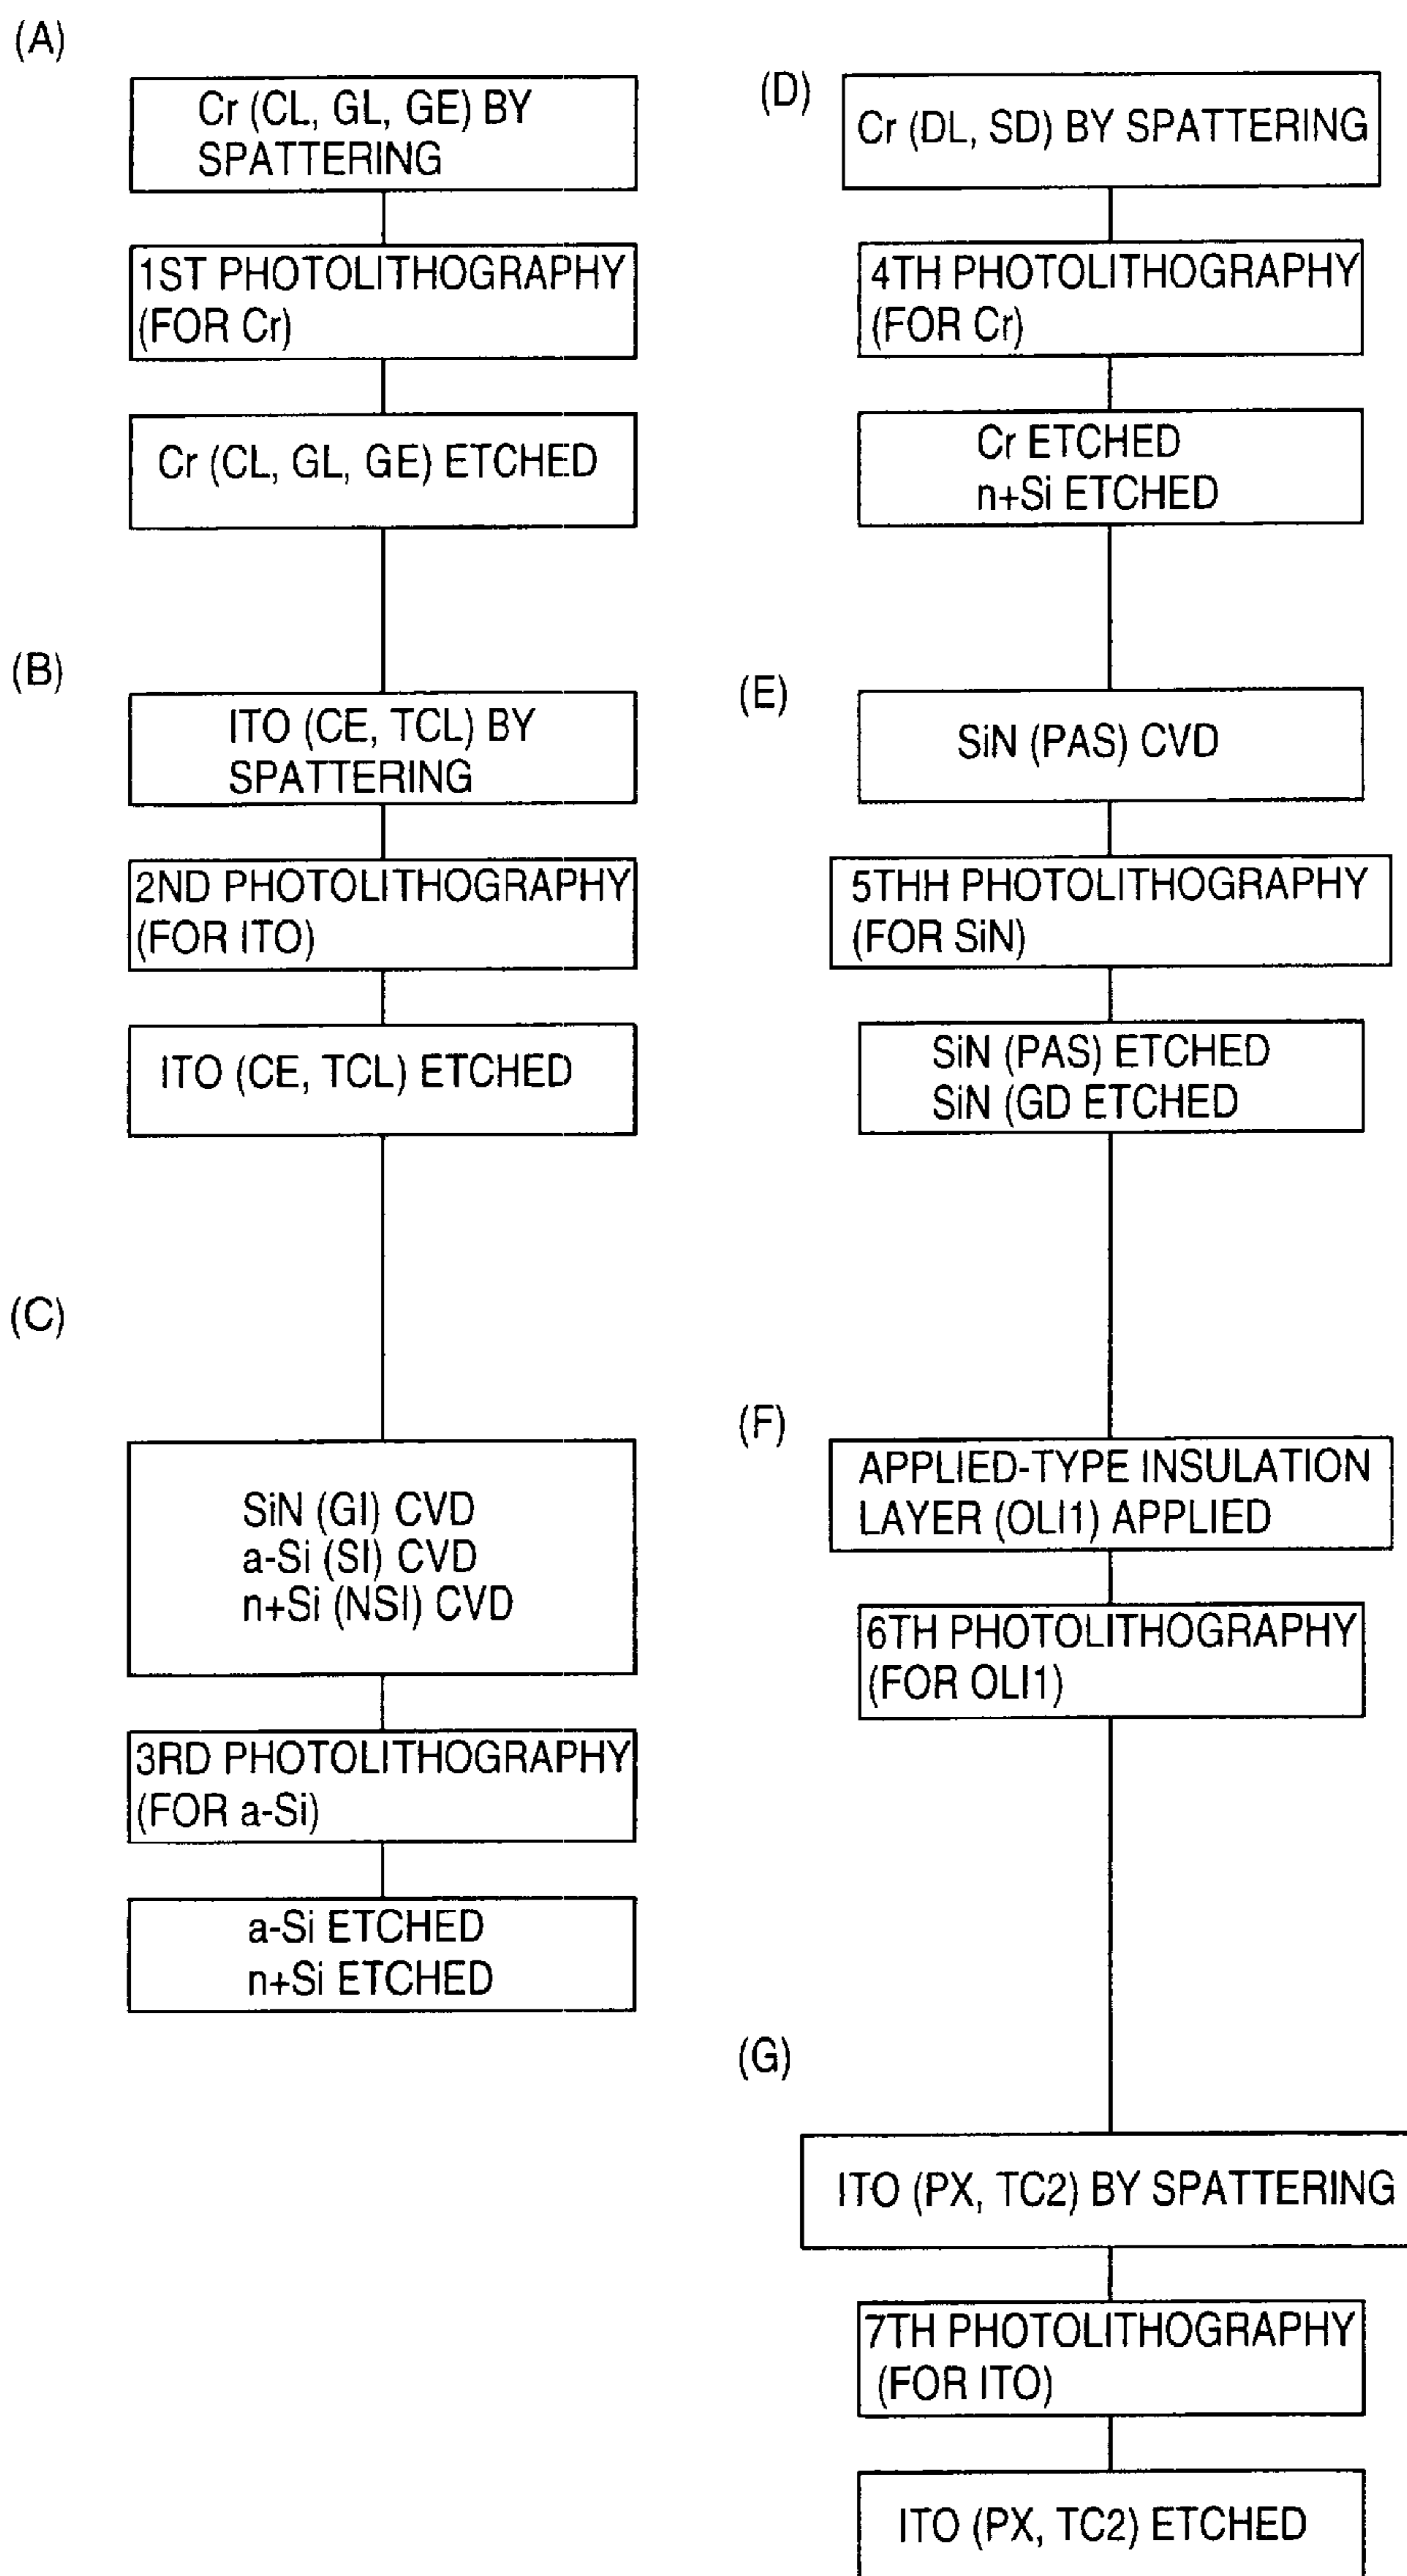 (A)
Cr (CL, GL, GE) BY
SPATTERING
1ST PHOTOLITHOGRAPHY
(FOR Cr)
Cr (CL, GL, GE) ETCHED
(B)
ITO (CE, TCL) BY
SPATTERING
2ND PHOTOLITHOGRAPHY
(FOR ITO)
ITO (CE, TCL) ETCHED
(C)
SiN (GI) CVD
a-Si (SI) CVD
n+Si (NSI) CVD
3RD PHOTOLITHOGRAPHY
(FOR a-Si)
a-Si ETCHED
n+Si ETCHED
(D)
Cr (DL, SD) BY SPATTERING
4TH PHOTOLITHOGRAPHY
(FOR Cr)
Cr ETCHED
n+Si ETCHED
(E)
SiN (PAS) CVD
5THH PHOTOLITHOGRAPHY
(FOR SiN)
SiN (PAS) ETCHED
SiN (GD ETCHED
(F)
APPLIED-TYPE INSULATION
LAYER (OLI1) APPLIED
6TH PHOTOLITHOGRAPHY
(FOR OLI1)
(G)
ITO (PX, TC2) BY SPATTERING
7TH PHOTOLITHOGRAPHY
(FOR ITO)
ITO (PX, TC2) ETCHED